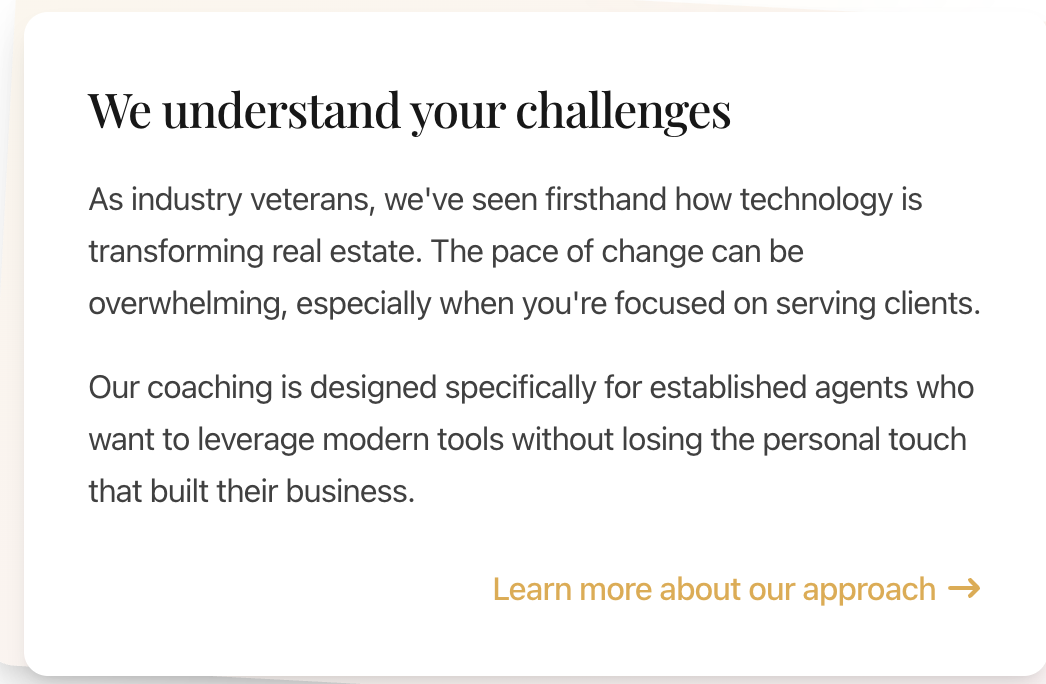 We understand your challenges
As industry veterans, we've seen firsthand how technology is
transforming real estate. The pace of change can be
overwhelming, especially when you're focused on serving clients.
Our coaching is designed specifically for established agents who
want to leverage modern tools without losing the personal touch
that built their business.
Learn more about our approach →